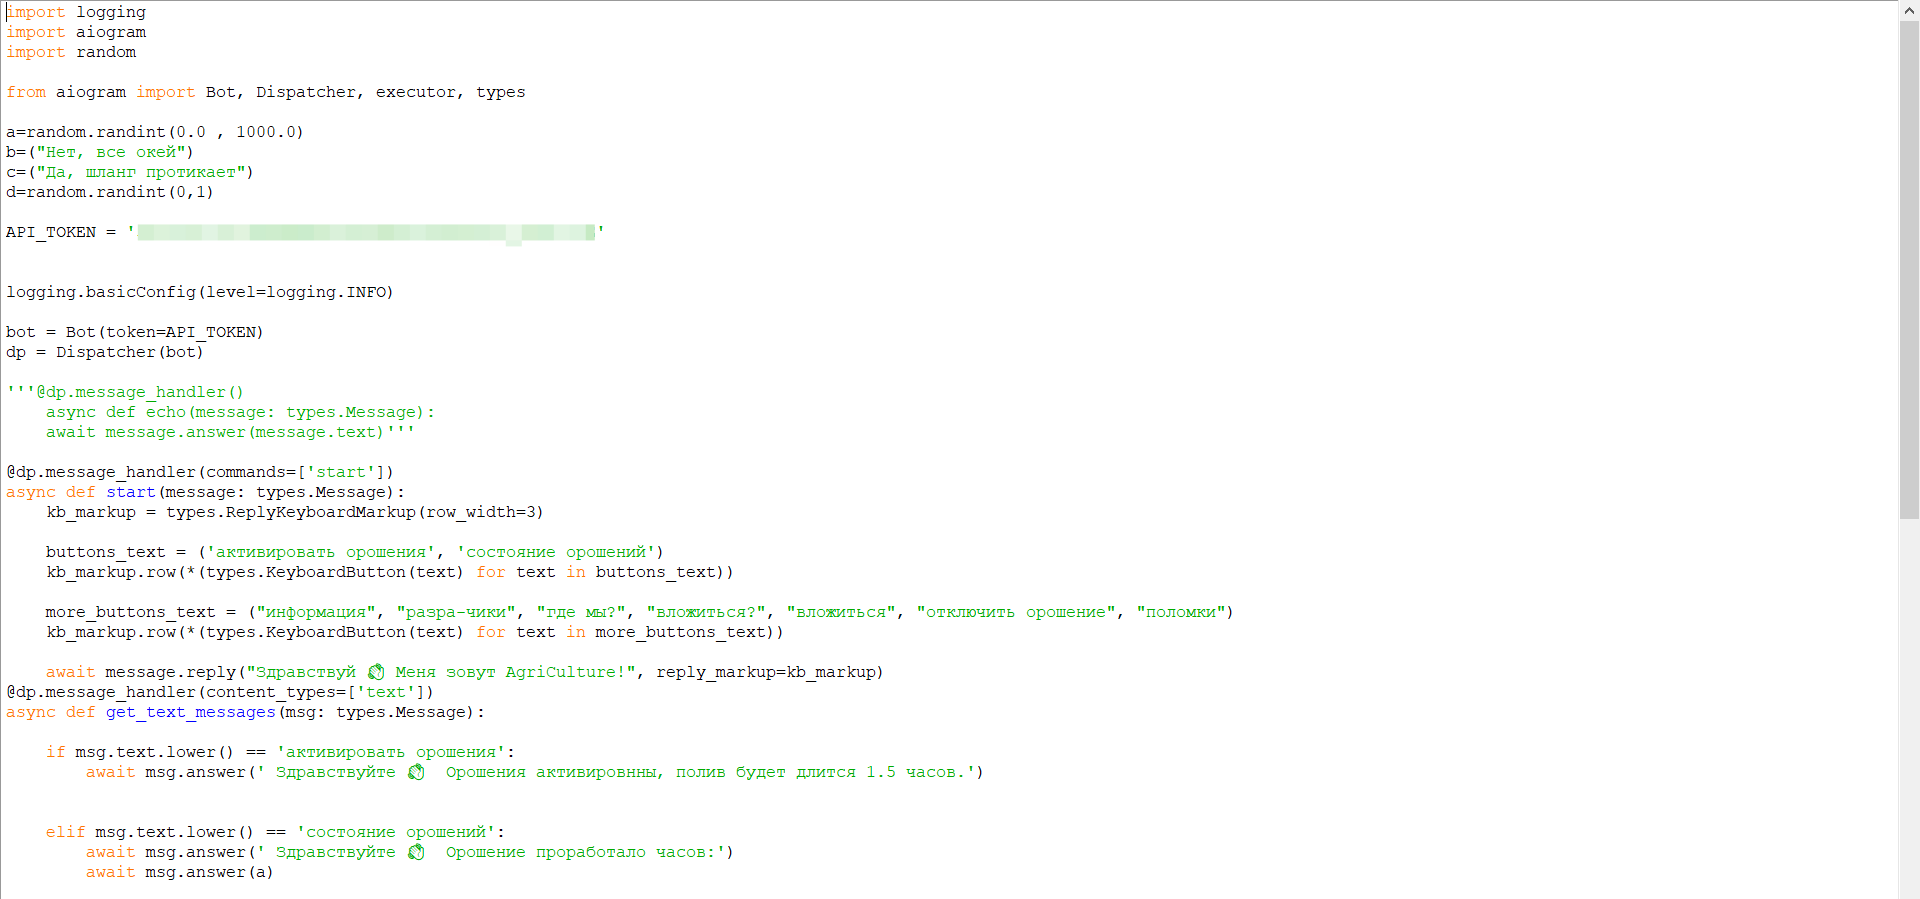 import logging
import aiogram
import random
from aiogram import Bot, Dispatcher, executor, types
a=random.randint(0.0 , 1000.0)
b=("Нет, все окей")
c=("Да, шланг протикает")
d=random.randint(0,1)
API_TOKEN = ' '
logging.basicConfig(level=logging.INFO)
bot = Bot(token=API_TOKEN)
dp = Dispatcher(bot)
'''@dp.message_handler()
    async def echo(message: types.Message):
    await message.answer(message.text)'''
@dp.message_handler(commands=['start'])
async def start(message: types.Message):
    kb_markup = types.ReplyKeyboardMarkup(row_width=3)
    buttons_text = ('активировать орошения', 'состояние орошений')
    kb_markup.row(*(types.KeyboardButton(text) for text in buttons_text))
    more_buttons_text = ("информация", "разра-чики", "где мы?", "вложиться?", "вложиться", "отключить орошение", "поломки")
    kb_markup.row(*(types.KeyboardButton(text) for text in more_buttons_text))
    await message.reply("Здравствуй 👋 Меня зовут AgriCulture!", reply_markup=kb_markup)
@dp.message_handler(content_types=['text'])
async def get_text_messages(msg: types.Message):
    if msg.text.lower() == 'активировать орошения':
        await msg.answer(' Здравствуйте 👋  Орошения активировнны, полив будет длится 1.5 часов.')
    elif msg.text.lower() == 'состояние орошений':
        await msg.answer(' Здравствуйте 👋  Орошение проработало часов:')
        await msg.answer(a)